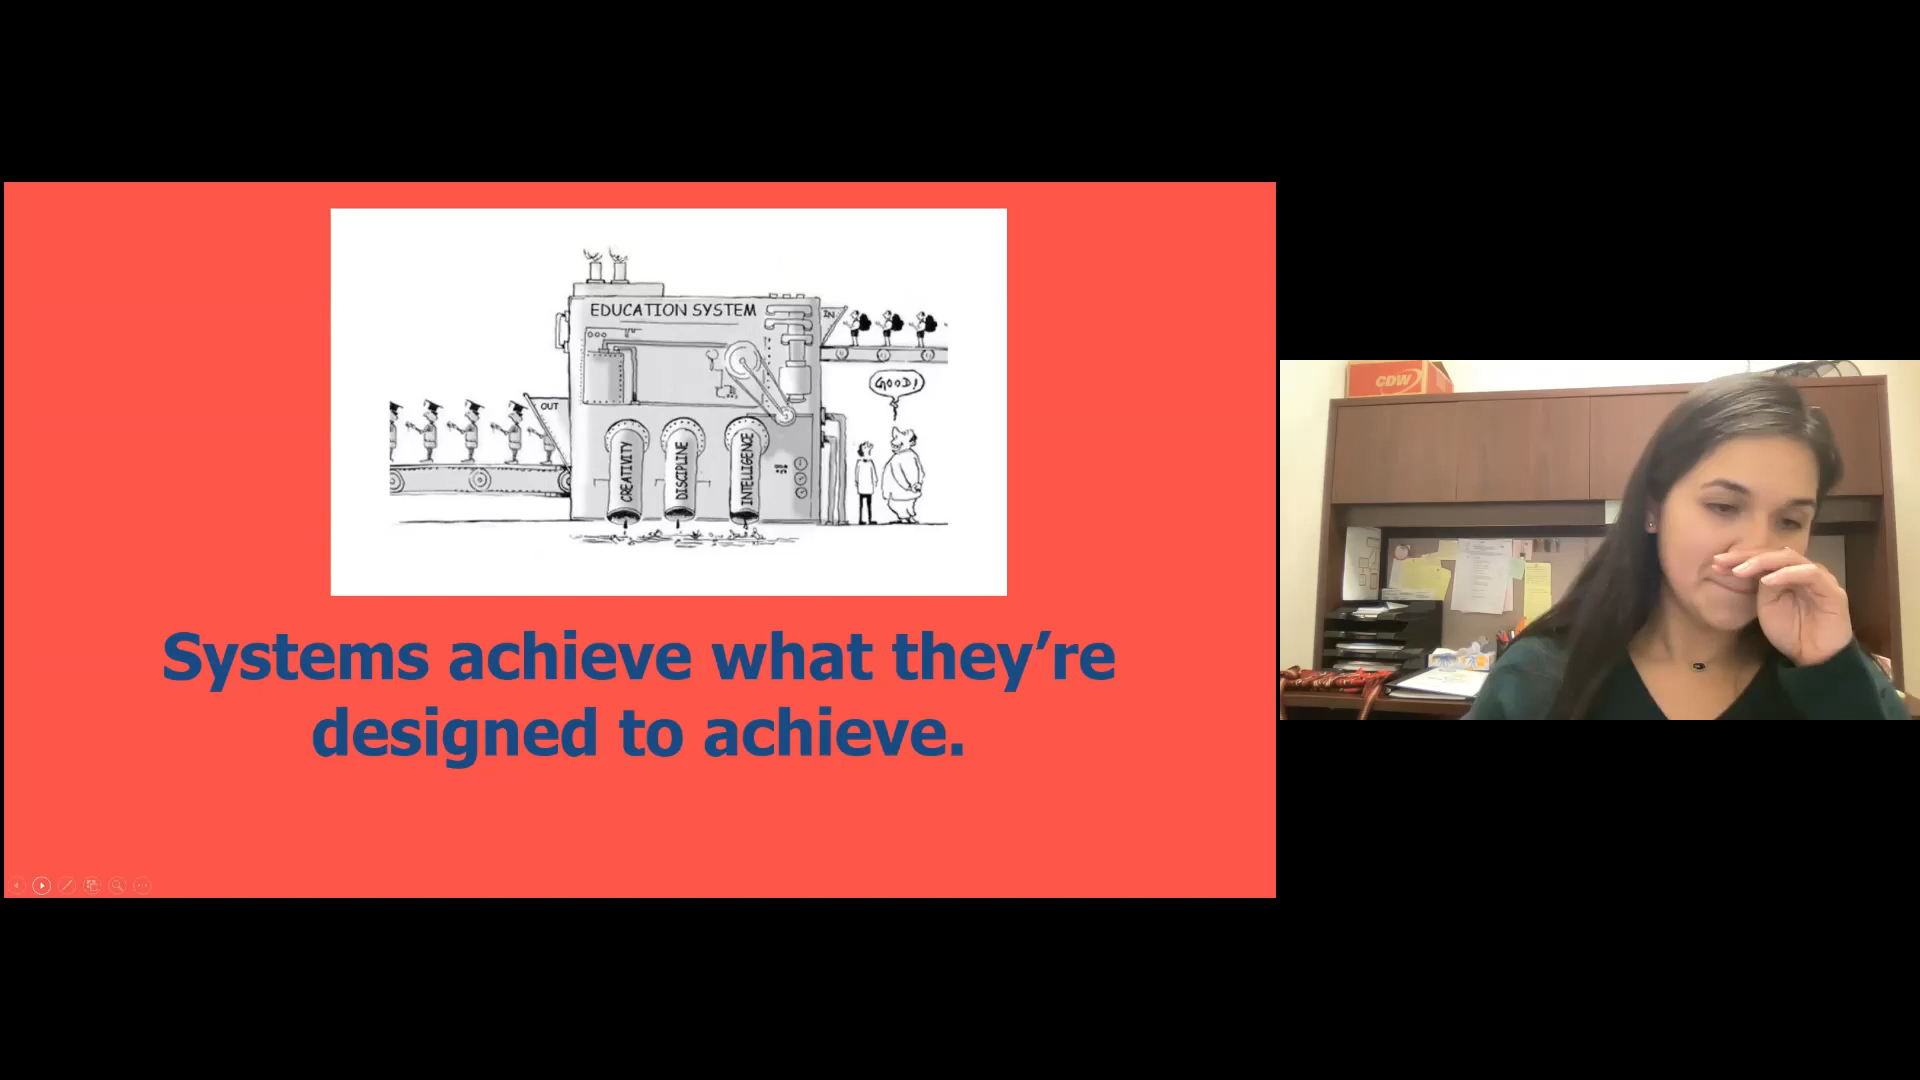 EDUCATION SYSTEM
IN
GOOD!
OUT
CREATIVITY
DISCIPLINE
INTELLIGENCE
Systems achieve what they’re
designed to achieve.
CDW